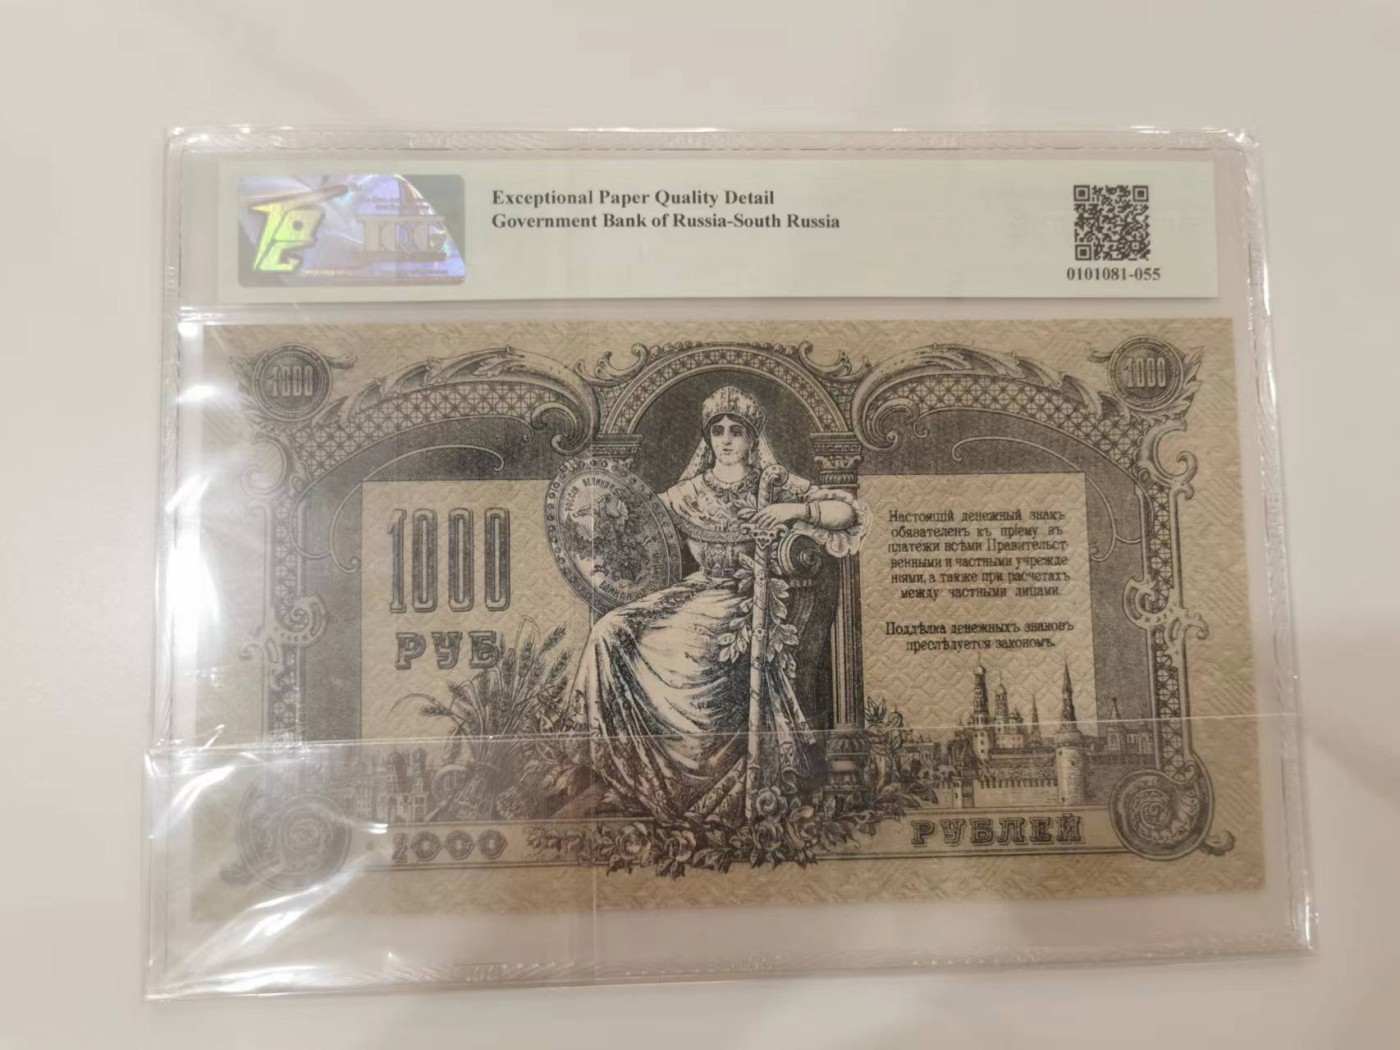 Exceptional Paper Quality Detail
Government Bank of Russia-South Russia
TQG
0101081-055
1000
1000
1000
РУБ
Настоящій денежный знакъ
обязателенъ къ пріему въ
платежи всѣми Правительст-
венными и частными учрежде
ніями, а также при расчетахъ
между частными лицами.
Поддѣлка денежныхъ знаковъ
преслѣдуется закономъ.
1000
РУБЛЕЙ